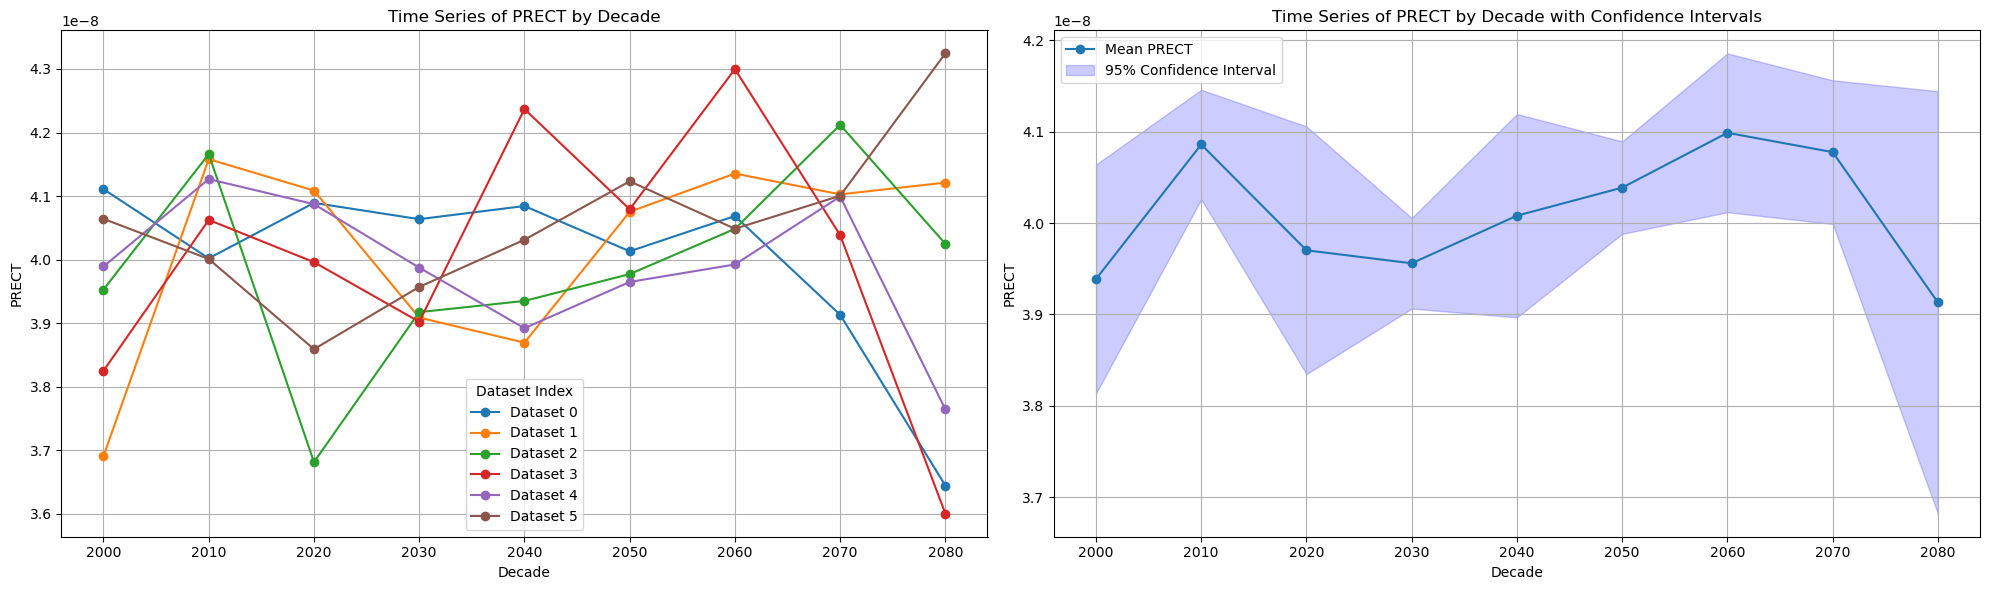 Time Series of PRECT by Decade
1e−8
4.3
4.2
4.1
4.0
3.9
3.8
3.7
3.6
PRECT
2000 2010 2020 2030 2040 2050 2060 2070 2080
Decade
Dataset Index
Dataset 0
Dataset 1
Dataset 2
Dataset 3
Dataset 4
Dataset 5
Time Series of PRECT by Decade with Confidence Intervals
1e−8
Mean PRECT
95% Confidence Interval
4.2
4.1
4.0
3.9
3.8
3.7
PRECT
2000 2010 2020 2030 2040 2050 2060 2070 2080
Decade